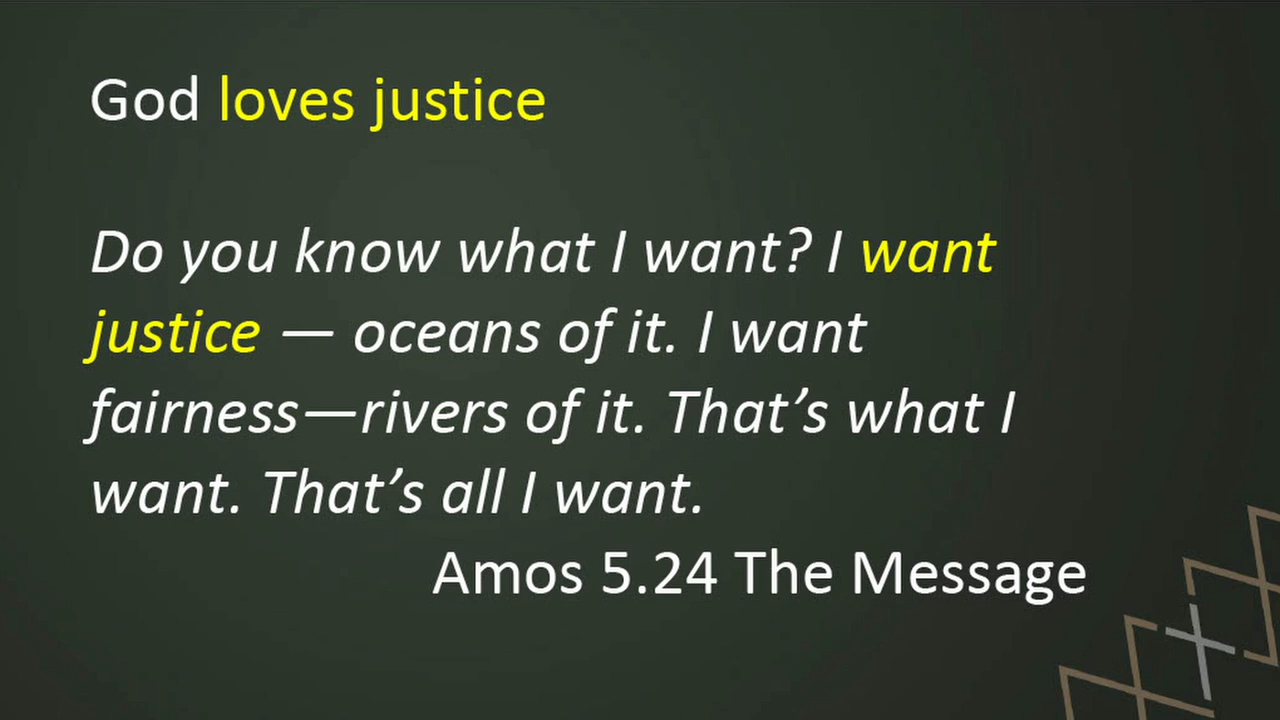 God loves justice
Do you know what I want? I want
justice — oceans of it. I want
fairness—rivers of it. That’s what I
want. That’s all I want.
Amos 5.24 The Message